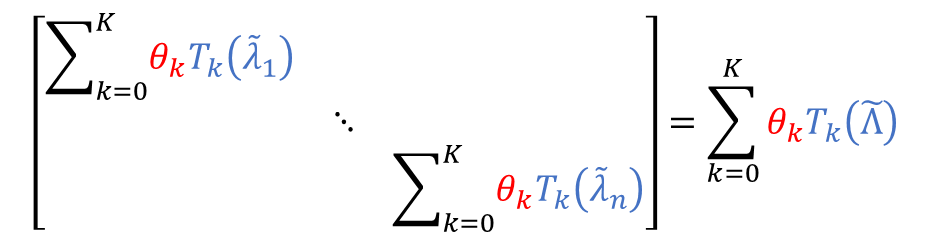 [∑_{k=0}^{K} θ_k T_k(λ̃_1)
⋱
∑_{k=0}^{K} θ_k T_k(λ̃_n)] = ∑_{k=0}^{K} θ_k T_k(Λ̃)